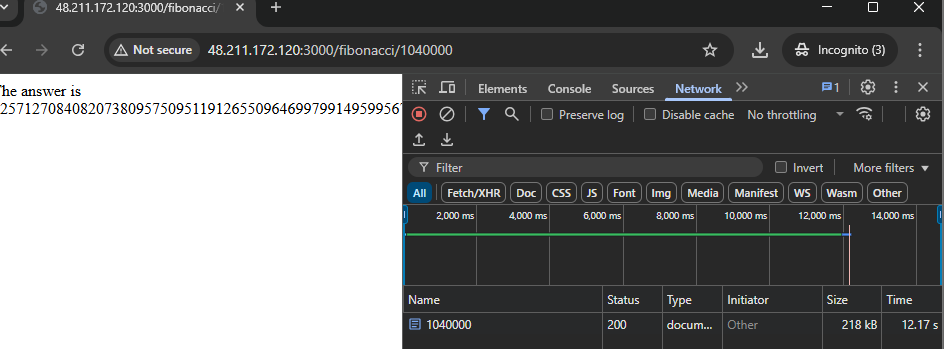 48.211.172.120:3000/fibonacci/
Not secure
48.211.172.120:3000/fibonacci/1040000
Incognito (3)
The answer is
Elements
Console
Sources
Network
1
Preserve log
Disable cache
No throttling
Filter
Invert
More filters
All
Fetch/XHR
Doc
CSS
JS
Font
Img
Media
Manifest
WS
Wasm
Other
2,000 ms
4,000 ms
6,000 ms
8,000 ms
10,000 ms
12,000 ms
14,000 ms
Name
Status
Type
Initiator
Size
Time
1040000
200
docum...
Other
218 kB
12.17 s